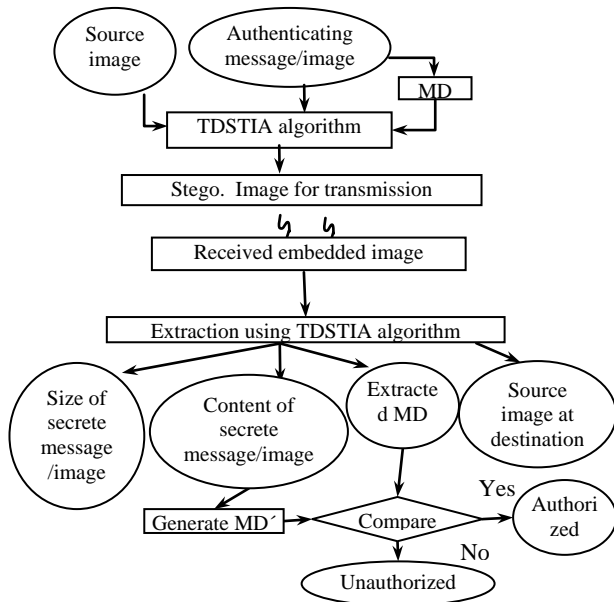 Source
image
Authenticating
message/image
MD
TDSTIA algorithm
Stego. Image for transmission
Received embedded image
Extraction using TDSTIA algorithm
Size of
secrete
message
/image
Content of
secrete
message/image
Extracte
d MD
Source
image at
destination
Generate MD´
Compare
Yes
Authori
zed
No
Unauthorized